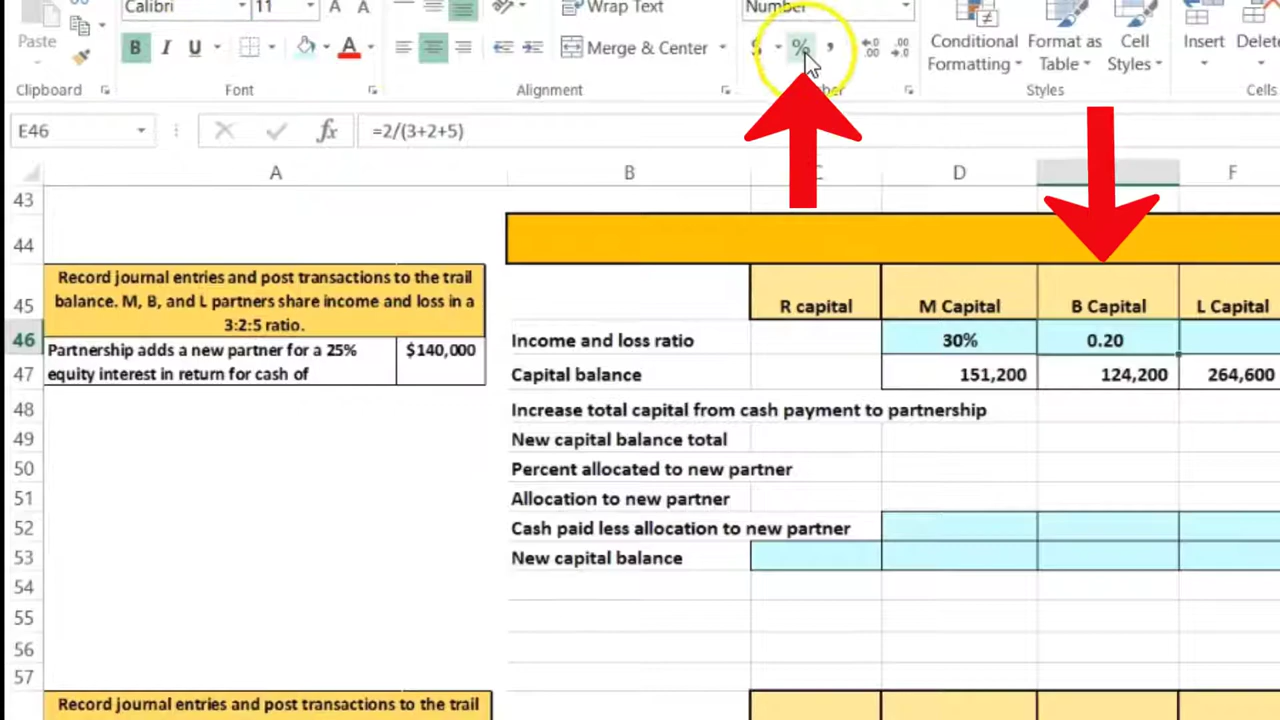 Calibri 11 A A Wrap Text Number
Paste B I U A Merge & Center $ % , Conditional Formatting Format as Table Cell Styles Insert
Clipboard Font Alignment Styles Cells
E46 fx =2/(3+2+5)
A B C D F
43
44
45 Record journal entries and post transactions to the trail
balance. M, B, and L partners share income and loss in a
3:2:5 ratio.
R capital M Capital B Capital L Capital
46 Partnership adds a new partner for a 25% $140,000 Income and loss ratio 30% 0.20
47 equity interest in return for cash of Capital balance 151,200 124,200 264,600
48 Increase total capital from cash payment to partnership
49 New capital balance total
50 Percent allocated to new partner
51 Allocation to new partner
52 Cash paid less allocation to new partner
53 New capital balance
54
55
56
57
Record journal entries and post transactions to the trail